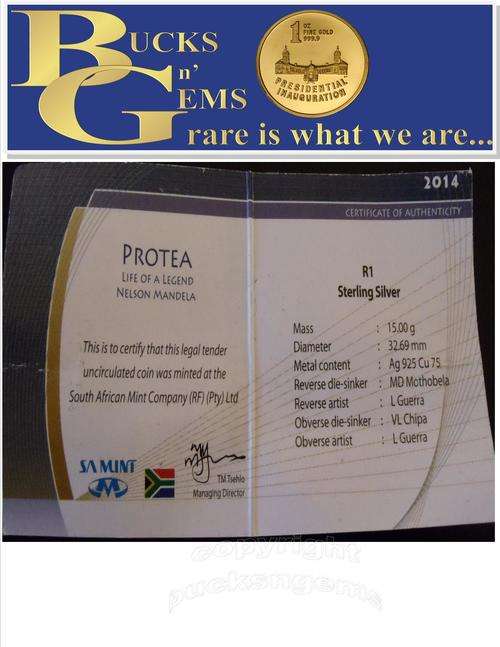 BUCKS
n'
GEMS
rare is what we are...
1 OZ
FINE GOLD
999.9
PRESIDENTIAL
INAUGURATION
2014
CERTIFICATE OF AUTHENTICITY
PROTEA
LIFE OF A LEGEND
NELSON MANDELA
This is to certify that this legal tender
uncirculated coin was minted at the
South African Mint Company (RF) (Pty) Ltd
SA MINT
TM Tsehlo
Managing Director
R1
Sterling Silver
Mass : 15.00 g
Diameter : 32.69 mm
Metal content : Ag 925 Cu 75
Reverse die-sinker : MD Mothobela
Reverse artist : L Guerra
Obverse die-sinker : VL Chipa
Obverse artist : L Guerra
copyright
bucksngems